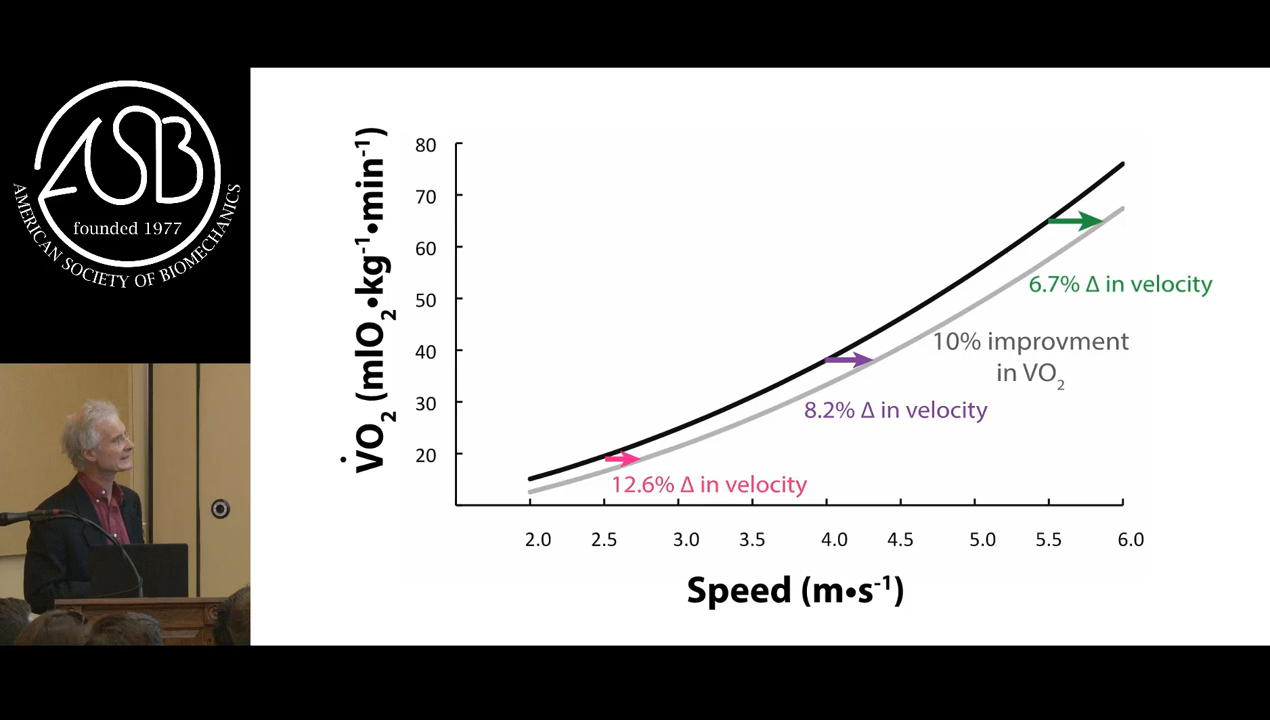 ASB
AMERICAN SOCIETY OF BIOMECHANICS
founded 1977
V̇O₂ (mlO₂•kg⁻¹•min⁻¹)
80
70
60
50
40
30
20
6.7% Δ in velocity
10% improvment
in VO₂
8.2% Δ in velocity
12.6% Δ in velocity
2.0 2.5 3.0 3.5 4.0 4.5 5.0 5.5 6.0
Speed (m•s⁻¹)